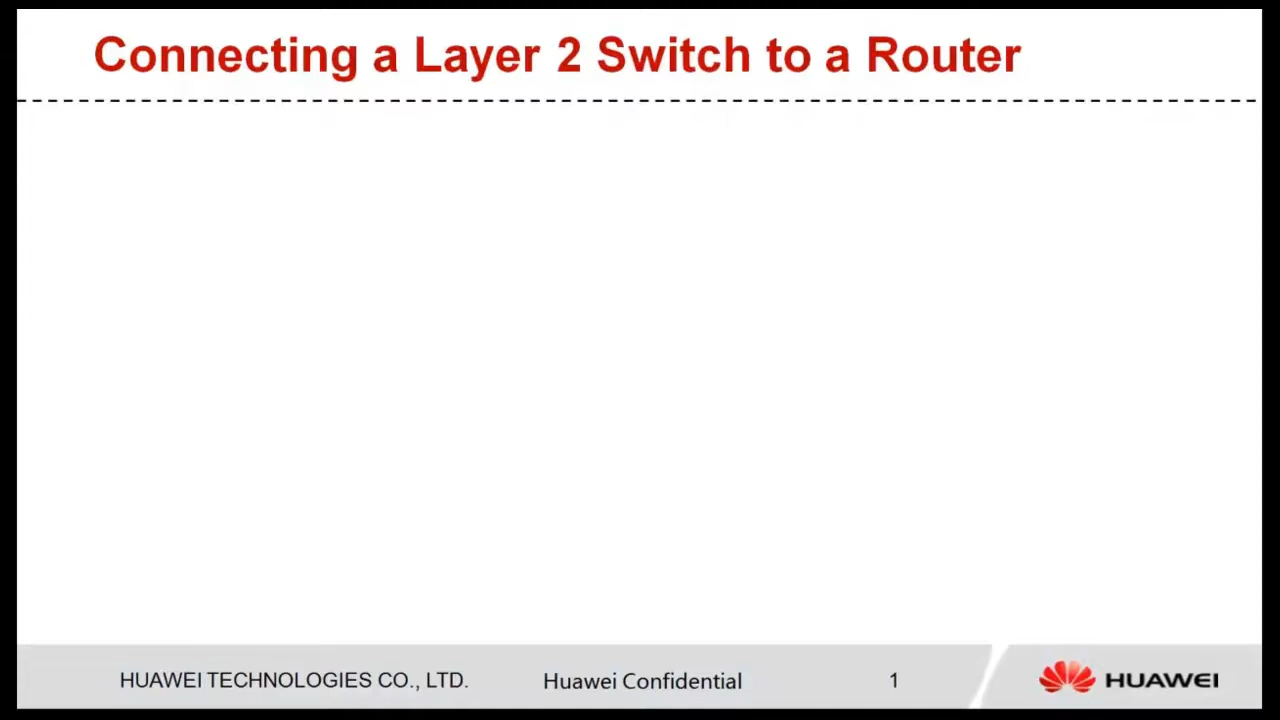 Connecting a Layer 2 Switch to a Router
HUAWEI TECHNOLOGIES CO., LTD.
Huawei Confidential
1
HUAWEI